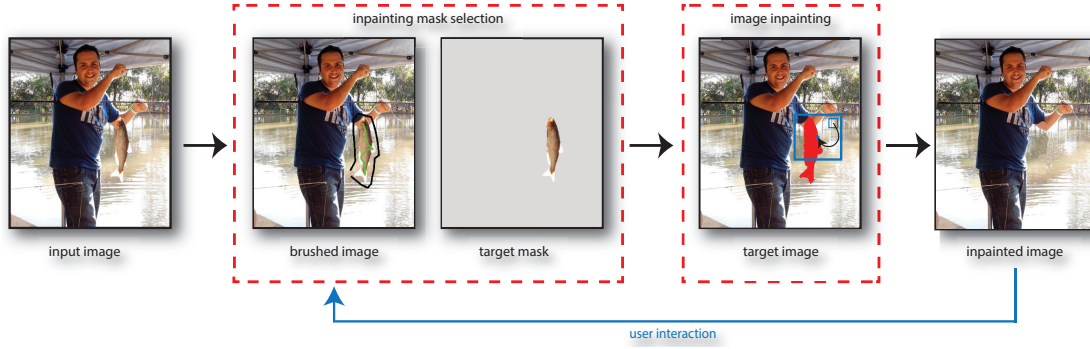 inpainting mask selection
image inpainting
input image
brushed image
target mask
target image
inpainted image
user interaction